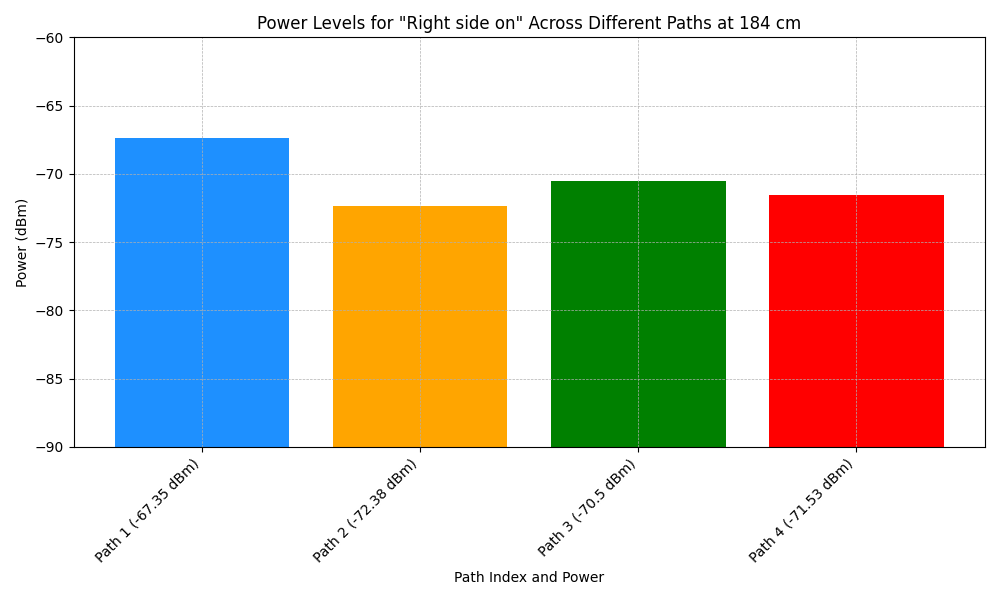 Power Levels for "Right side on" Across Different Paths at 184 cm
Power (dBm)
−60
−65
−70
−75
−80
−85
−90
Path 1 (-67.35 dBm)
Path 2 (-72.38 dBm)
Path 3 (-70.5 dBm)
Path 4 (-71.53 dBm)
Path Index and Power